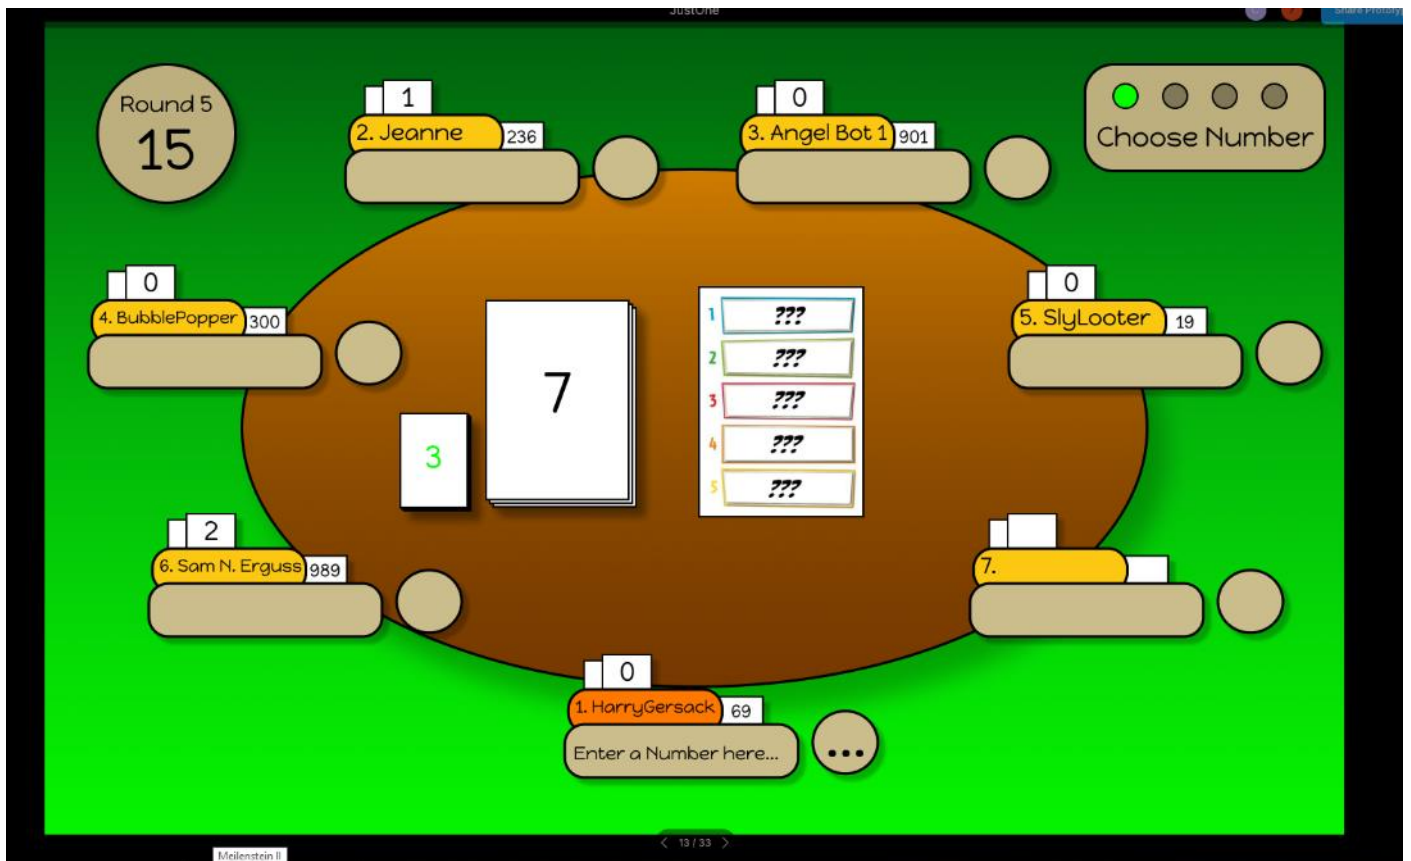 JustOne
Round 5
15
1
2. Jeanne
236
0
3. Angel Bot 1
901
Choose Number
0
4. BubblePopper
300
0
5. SlyLooter
19
3
7
1 ???
2 ???
3 ???
4 ???
5 ???
2
6. Sam N. Erguss
989
7.
0
1. HarryGersack
69
Enter a Number here...
...
< 13 / 33 >
Meilenstein II